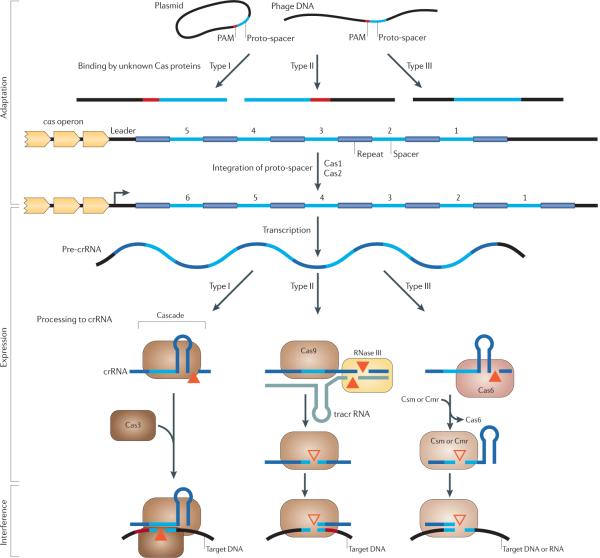 Plasmid
Phage DNA
PAM
Proto-spacer
PAM
Proto-spacer
Binding by unknown Cas proteins
Type I
Type II
Type III
Adaptation
cas operon
Leader
5
4
3
2
1
Repeat
Spacer
Integration of proto-spacer
Cas1
Cas2
6
5
4
3
2
1
Transcription
Pre-crRNA
Type I
Type II
Type III
Expression
Processing to crRNA
Cascade
crRNA
Cas9
RNase III
tracr RNA
Cas6
Csm or Cmr
Cas6
Cas3
Csm or Cmr
Interference
Target DNA
Target DNA
Target DNA or RNA